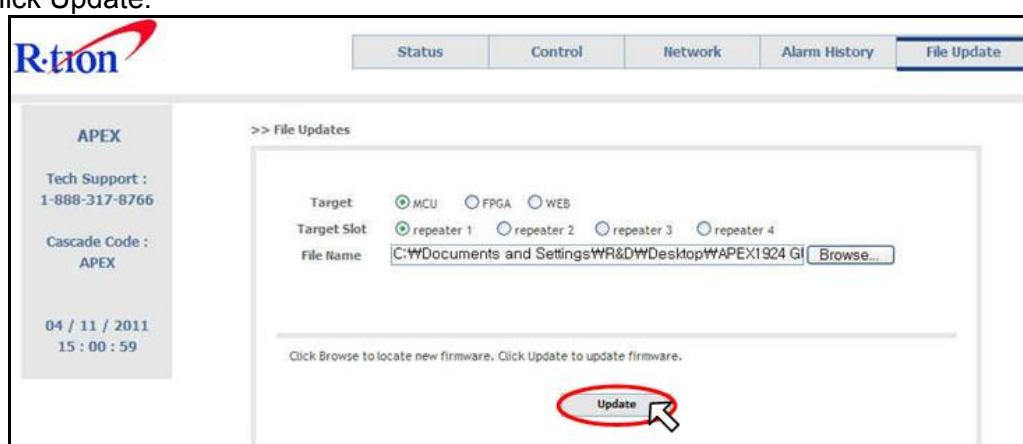 ick Update.
R·tron
Status Control Network Alarm History File Update
APEX
Tech Support :
1-888-317-8766
Cascade Code :
APEX
04 / 11 / 2011
15 : 00 : 59
>> File Updates
Target MCU FPGA WEB
Target Slot repeater 1 repeater 2 repeater 3 repeater 4
File Name C:₩Documents and Settings₩R&D₩Desktop₩APEX1924 Gl Browse...
Click Browse to locate new firmware. Click Update to update firmware.
Update